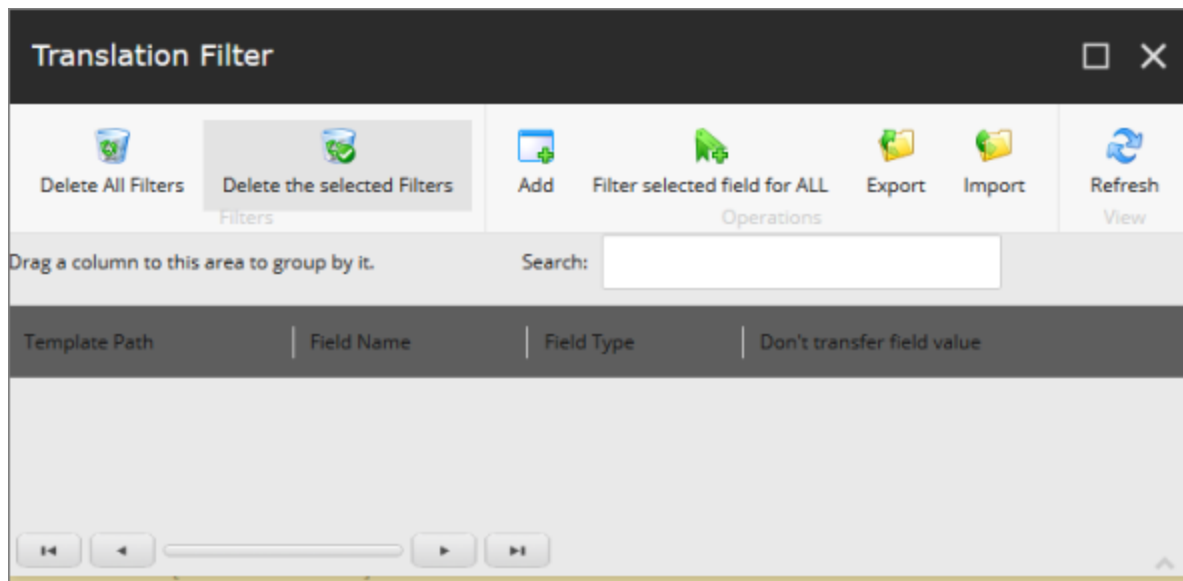 Translation Filter
Delete All Filters Delete the selected Filters Add Filter selected field for ALL Export Import Refresh
Filters Operations View
Drag a column to this area to group by it. Search:
Template Path Field Name Field Type Don't transfer field value